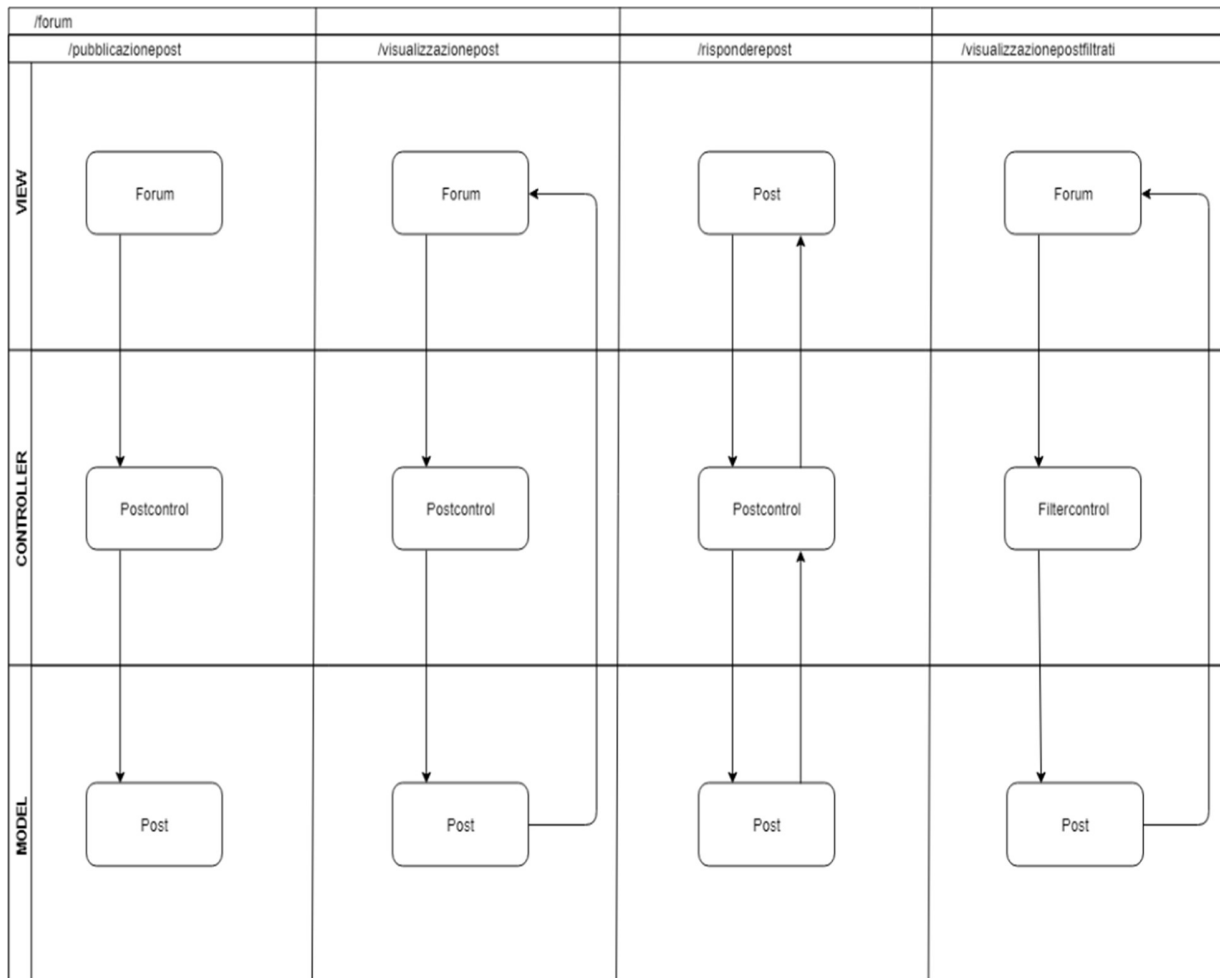 /forum
/pubblicazionepost /visualizzazionepost /risponderepost /visualizzazionepostfiltrati
VIEW
Forum Forum Post Forum
CONTROLLER
Postcontrol Postcontrol Postcontrol Filtercontrol
MODEL
Post Post Post Post